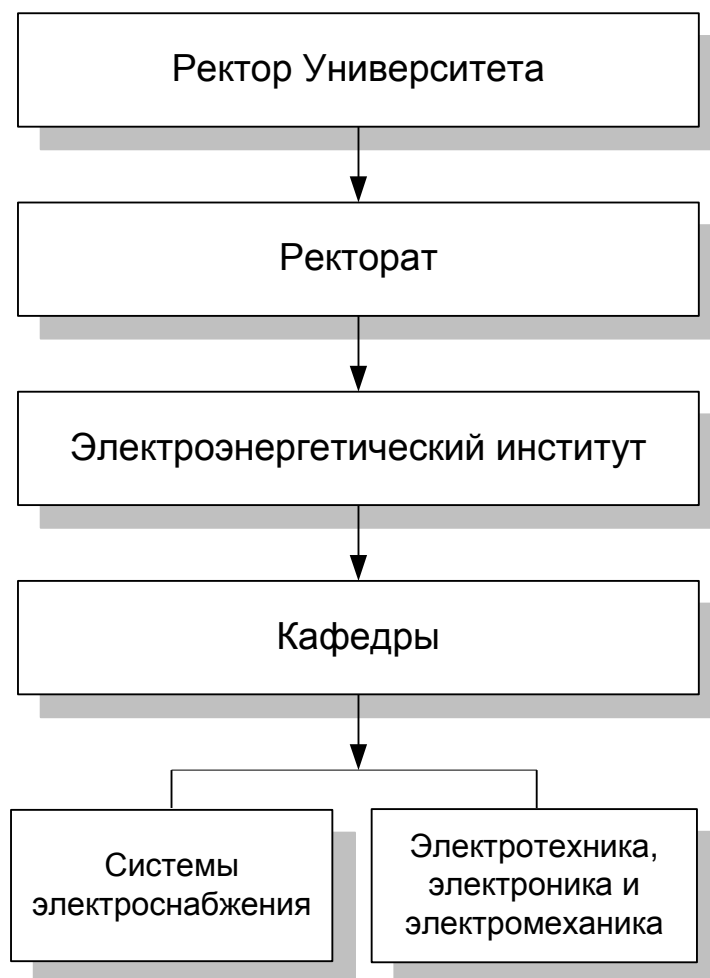 Ректор Университета
Ректорат
Электроэнергетический институт
Кафедры
Системы
электроснабжения
Электротехника,
электроника и
электромеханика